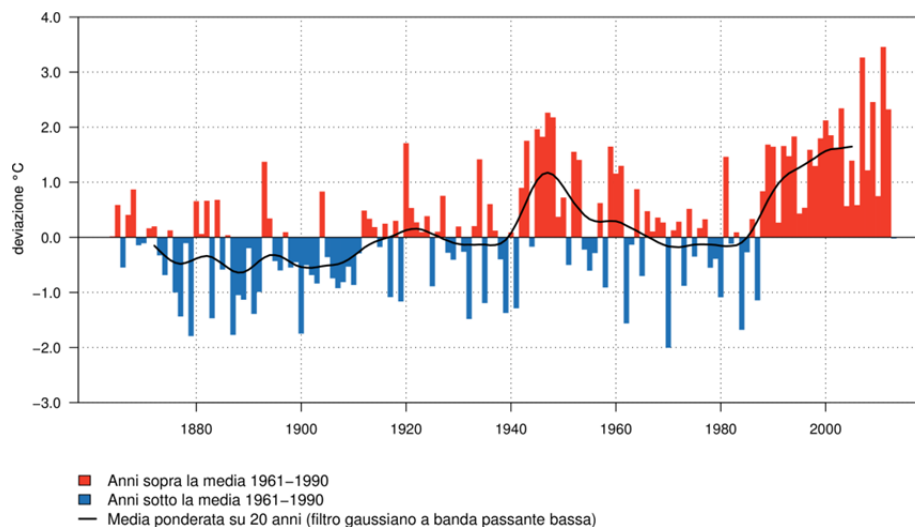 4.0
3.0
2.0
1.0
0.0
−1.0
−2.0
−3.0
deviazione °C
1880 1900 1920 1940 1960 1980 2000
Anni sopra la media 1961−1990
Anni sotto la media 1961−1990
Media ponderata su 20 anni (filtro gaussiano a banda passante bassa)